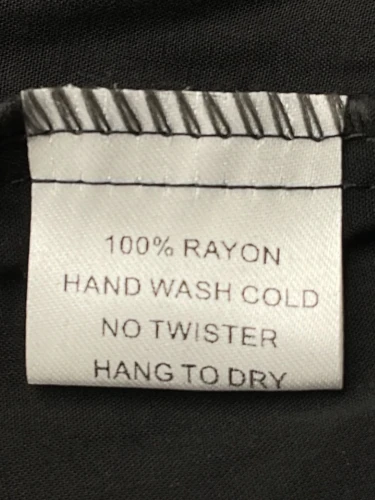 100% RAYON
HAND WASH COLD
NO TWISTER
HANG TO DRY